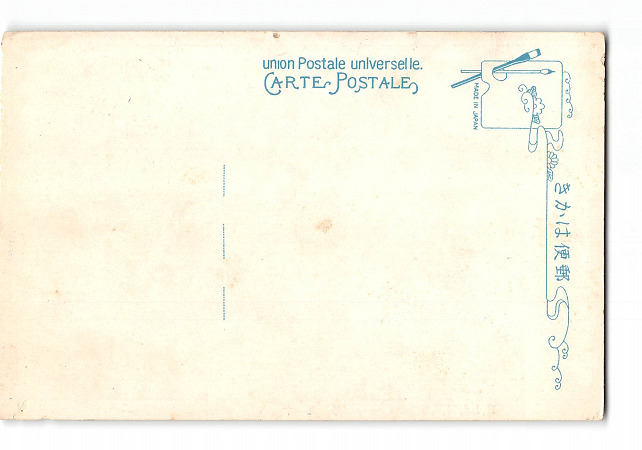 union Postale universelle.
CARTE POSTALE
MADE IN JAPAN
きかは便郵